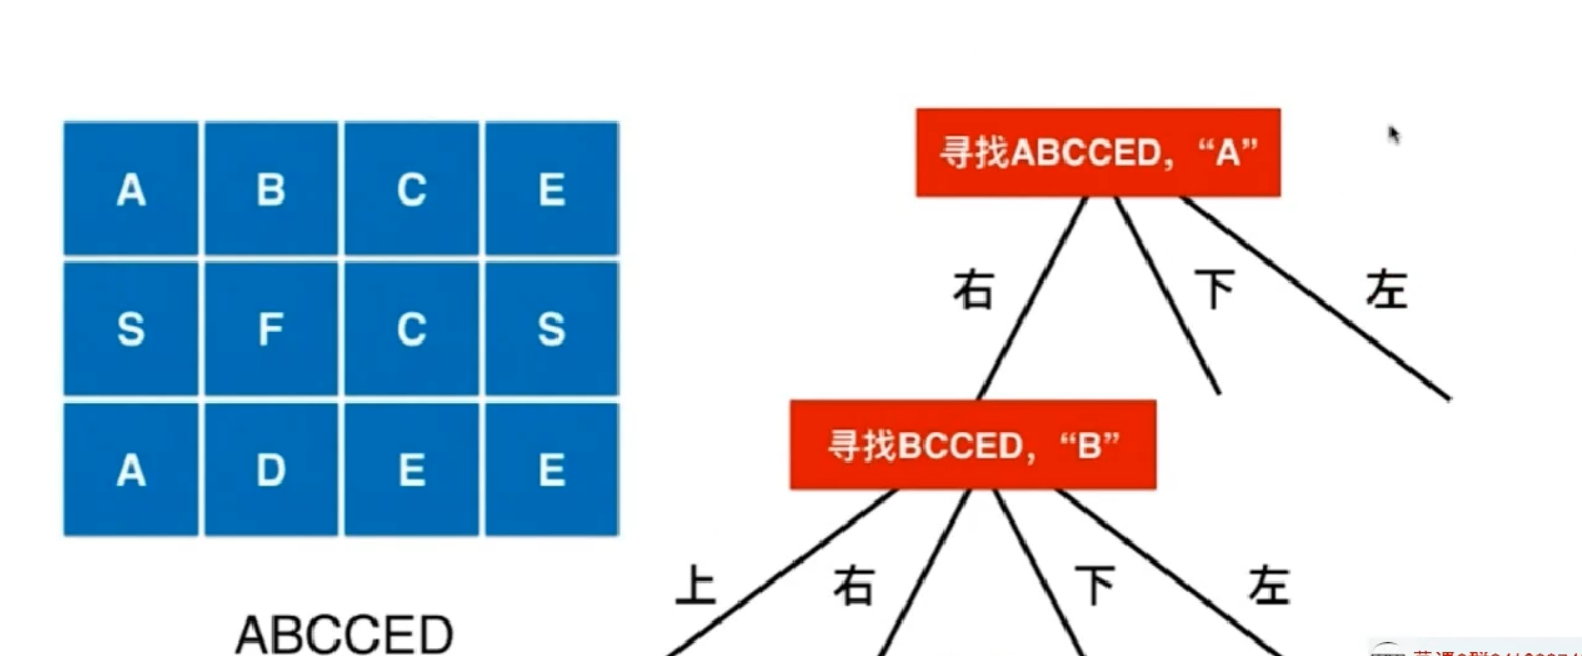 A B C E
S F C S
A D E E
ABCCED
寻找ABCCED，“A”
右 下 左
寻找BCCED，“B”
上 右 下 左